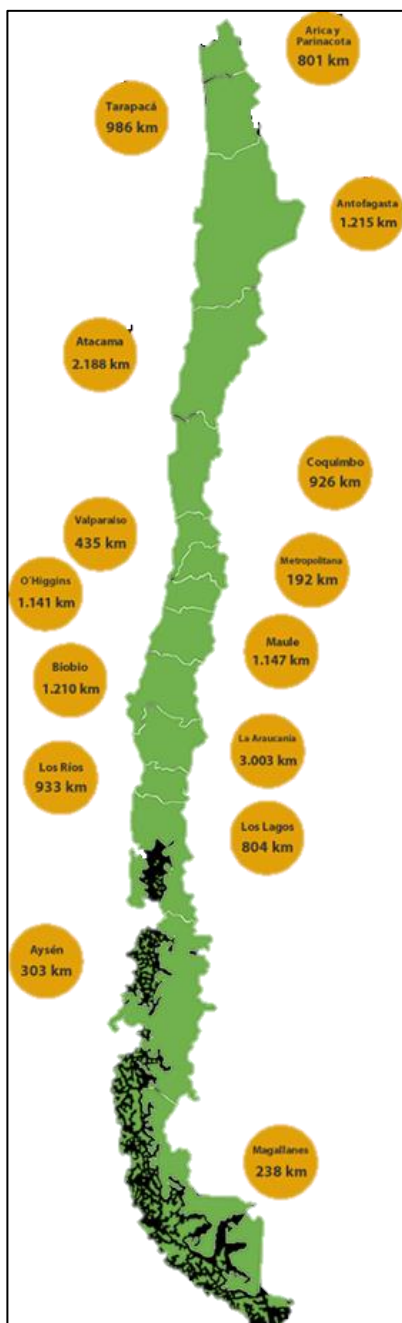 Arica y
Parinacota
801 km
Tarapacá
986 km
Antofagasta
1.215 km
Atacama
2.188 km
Coquimbo
926 km
Valparaíso
435 km
Metropolitana
192 km
O'Higgins
1.141 km
Maule
1.147 km
Biobio
1.210 km
La Araucanía
3.003 km
Los Ríos
933 km
Los Lagos
804 km
Aysén
303 km
Magallanes
238 km